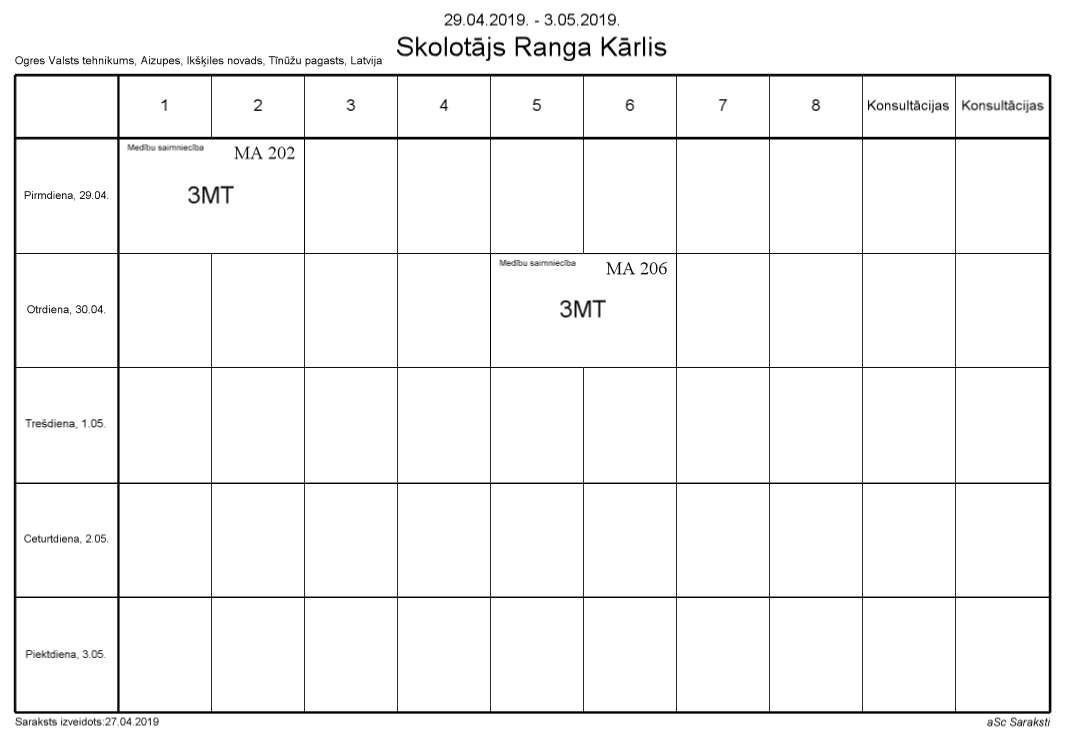 29.04.2019. - 3.05.2019.
Skolotājs Ranga Kārlis
Ogres Valsts tehnikums, Aizupes, Ikšķiles novads, Tīnūžu pagasts, Latvija
1 2 3 4 5 6 7 8 Konsultācijas Konsultācijas
Medību saimniecība MA 202
Pirmdiena, 29.04. 3MT
Medību saimniecība MA 206
Otrdiena, 30.04. 3MT
Trešdiena, 1.05.
Ceturtdiena, 2.05.
Piektdiena, 3.05.
Saraksts izveidots:27.04.2019 aSc Saraksti